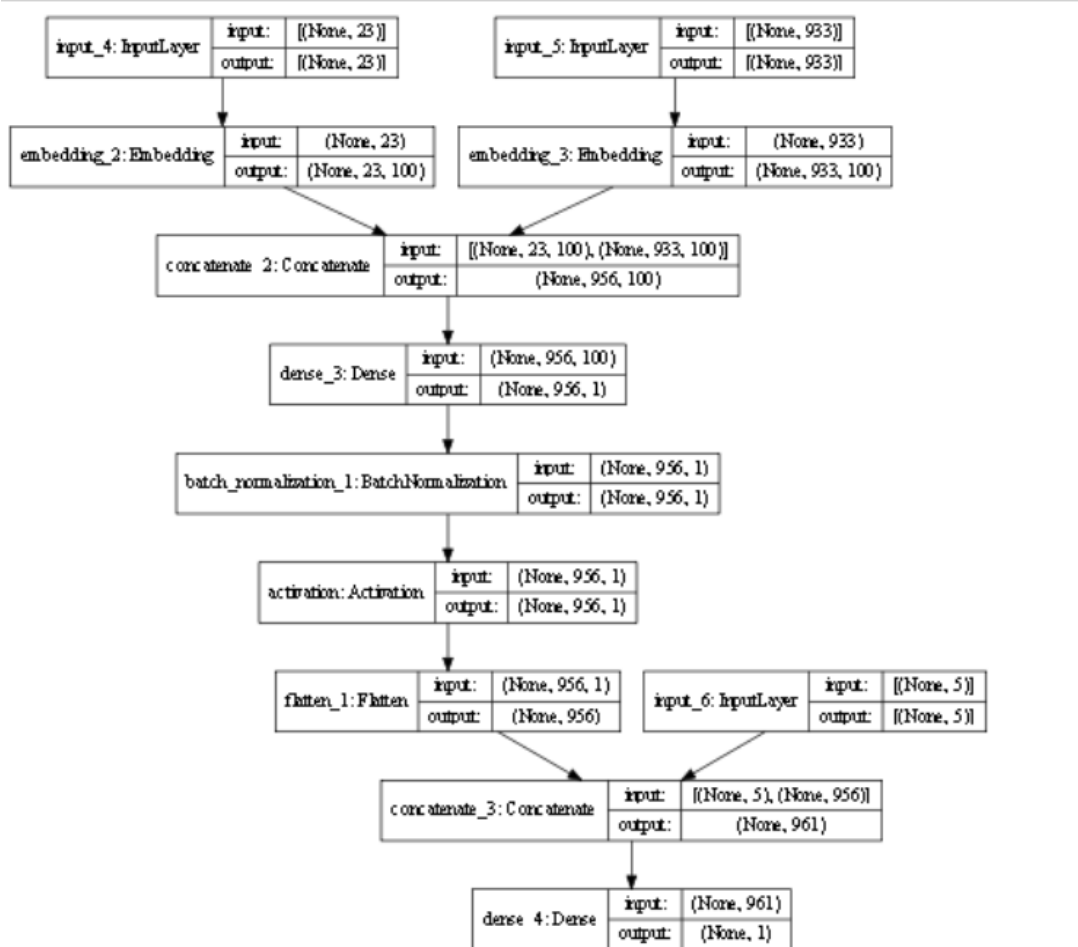 input_4: InputLayer input: [(None, 23)]
output: [(None, 23)]
input_5: InputLayer input: [(None, 933)]
output: [(None, 933)]
embedding_2: Embedding input: (None, 23)
output: (None, 23, 100)
embedding_3: Embedding input: (None, 933)
output: (None, 933, 100)
concatenate_2: Concatenate input: [(None, 23, 100), (None, 933, 100)]
output: (None, 956, 100)
dense_3: Dense input: (None, 956, 100)
output: (None, 956, 1)
batch_normalization_1: BatchNormalization input: (None, 956, 1)
output: (None, 956, 1)
activation: Activation input: (None, 956, 1)
output: (None, 956, 1)
flatten_1: Flatten input: (None, 956, 1)
output: (None, 956)
input_6: InputLayer input: [(None, 5)]
output: [(None, 5)]
concatenate_3: Concatenate input: [(None, 5), (None, 956)]
output: (None, 961)
dense_4: Dense input: (None, 961)
output: (None, 1)